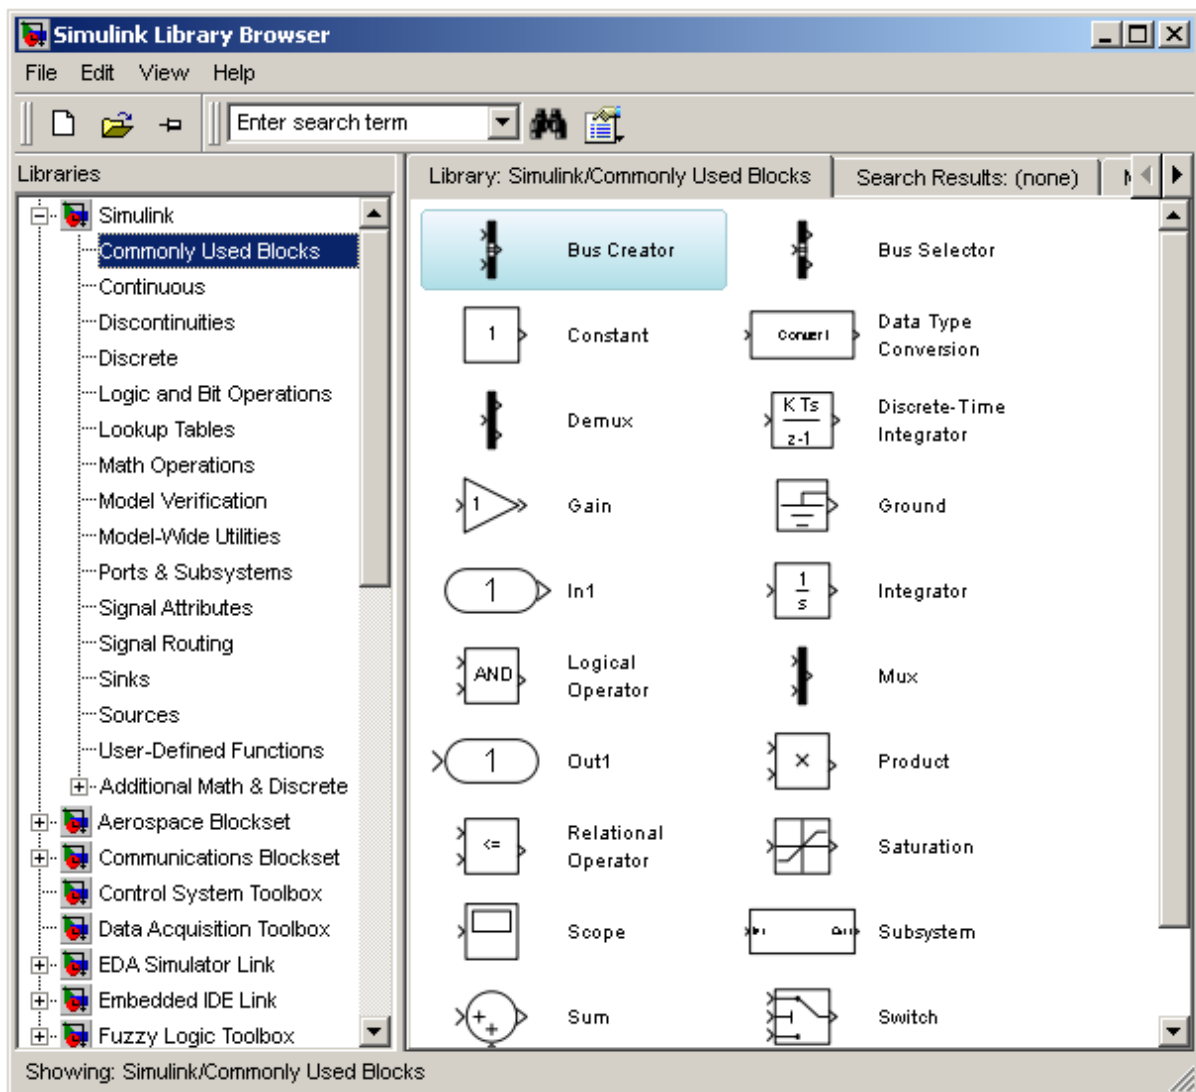 Simulink Library Browser
File Edit View Help
Enter search term
Libraries
Library: Simulink/Commonly Used Blocks
Search Results: (none)
Simulink
Commonly Used Blocks
Continuous
Discontinuities
Discrete
Logic and Bit Operations
Lookup Tables
Math Operations
Model Verification
Model-Wide Utilities
Ports & Subsystems
Signal Attributes
Signal Routing
Sinks
Sources
User-Defined Functions
Additional Math & Discrete
Aerospace Blockset
Communications Blockset
Control System Toolbox
Data Acquisition Toolbox
EDA Simulator Link
Embedded IDE Link
Fuzzy Logic Toolbox
Bus Creator
Bus Selector
1
Constant
Convert
Data Type
Conversion
Demux
K Ts
z-1
Discrete-Time
Integrator
1
Gain
Ground
1
In1
1
s
Integrator
AND
Logical
Operator
Mux
1
Out1
×
Product
<=
Relational
Operator
Saturation
Scope
Subsystem
+
+
Sum
Switch
Showing: Simulink/Commonly Used Blocks